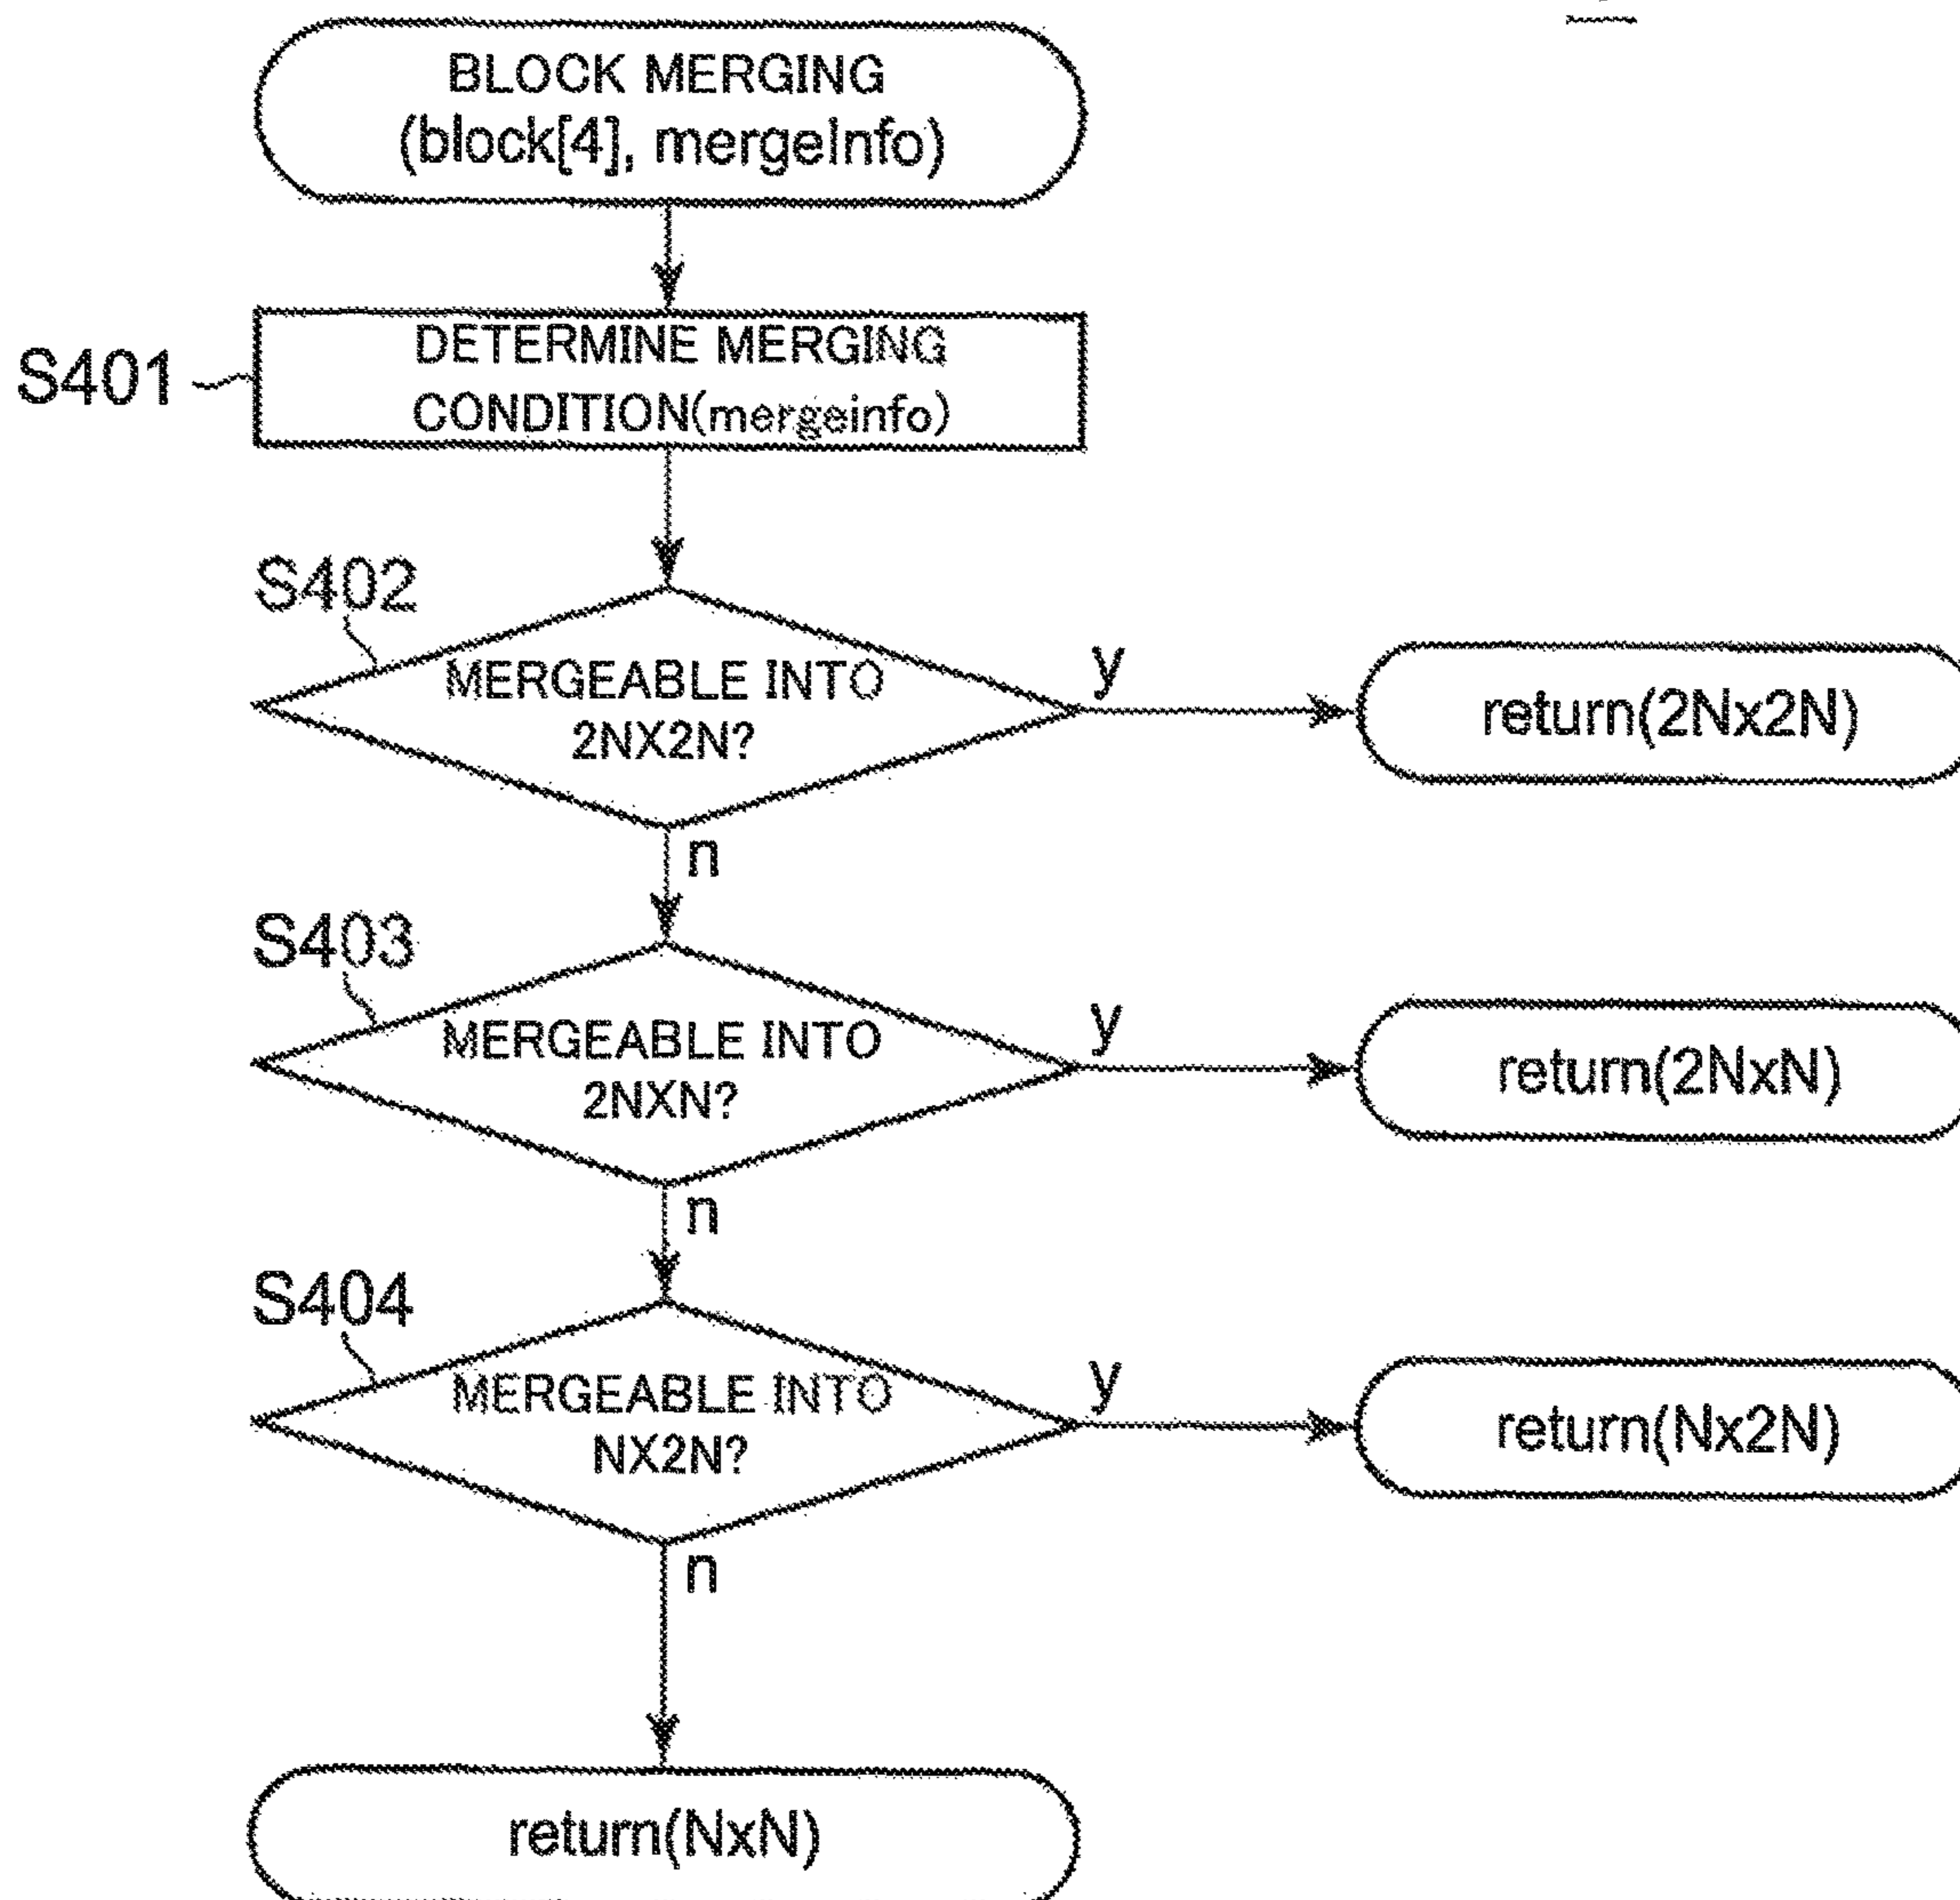 BLOCK MERGING
(block[4], mergeInfo)
S401
DETERMINE MERGING
CONDITION(mergeinfo)
S402
MERGEABLE INTO
2NX2N?
y
return(2Nx2N)
n
S403
MERGEABLE INTO
2NXN?
y
return(2NxN)
n
S404
MERGEABLE INTO
NX2N?
y
return(Nx2N)
n
return(NxN)